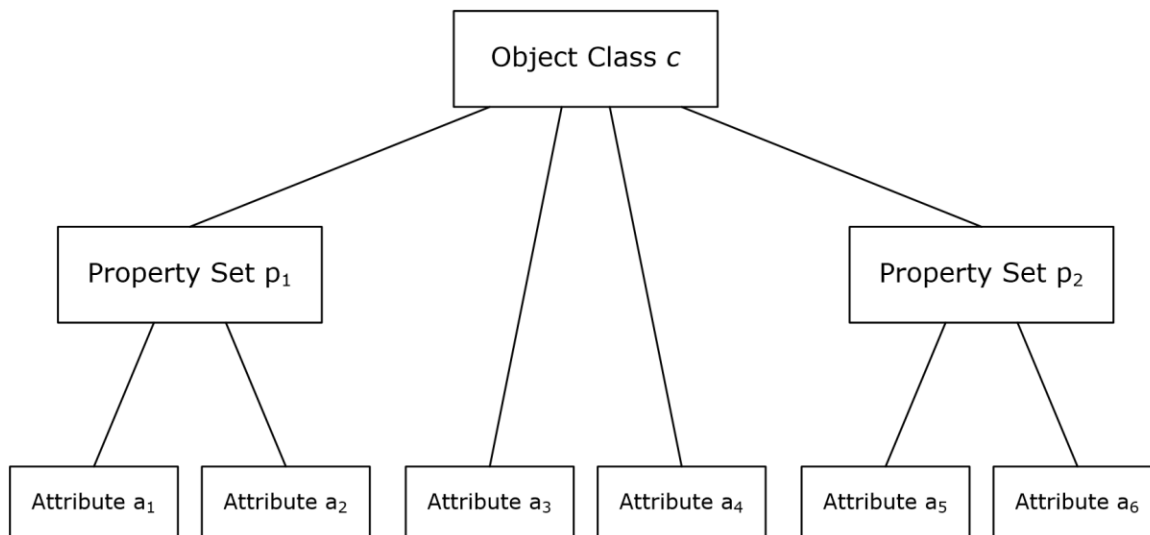 Object Class c
Property Set p₁
Property Set p₂
Attribute a₁
Attribute a₂
Attribute a₃
Attribute a₄
Attribute a₅
Attribute a₆